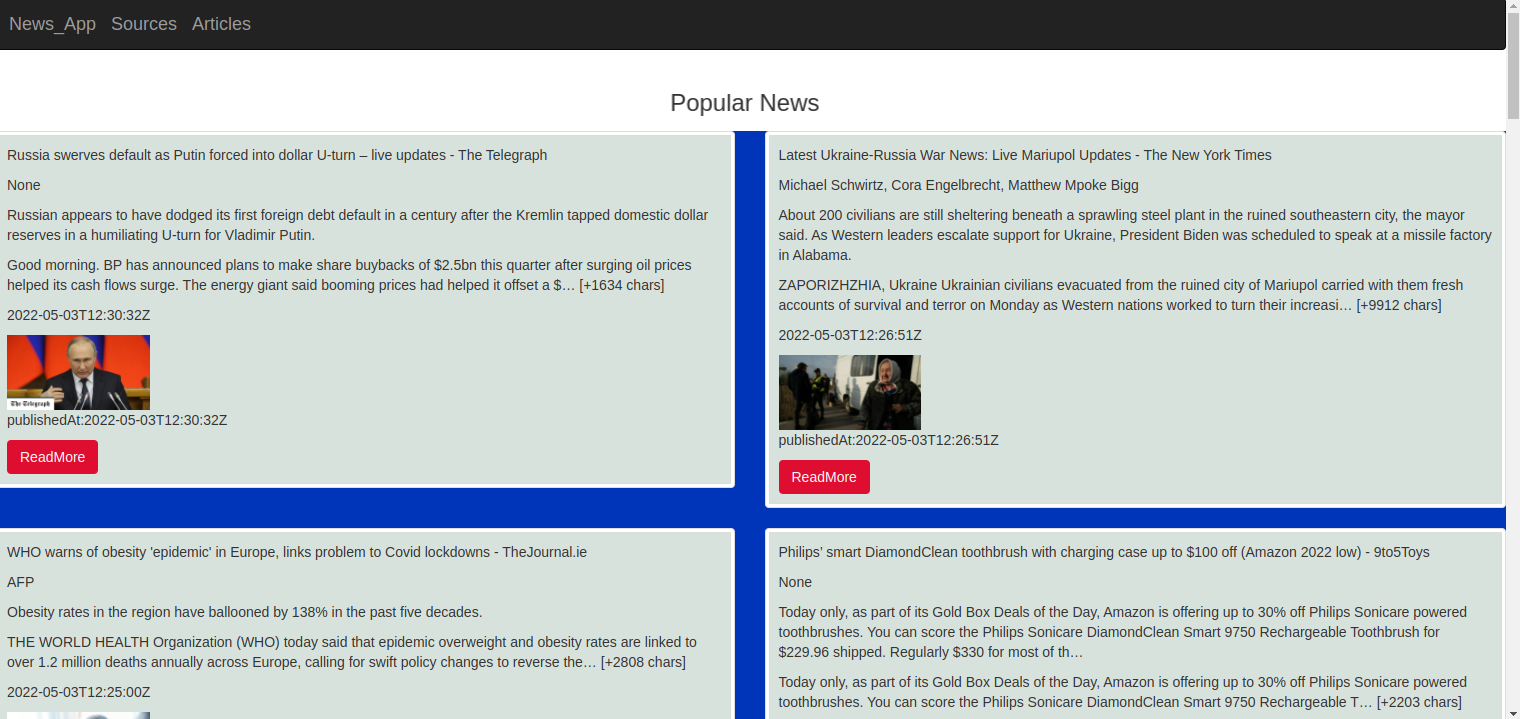 News_App Sources Articles
Popular News
Russia swerves default as Putin forced into dollar U-turn – live updates - The Telegraph
None
Russian appears to have dodged its first foreign debt default in a century after the Kremlin tapped domestic dollar
reserves in a humiliating U-turn for Vladimir Putin.
Good morning. BP has announced plans to make share buybacks of $2.5bn this quarter after surging oil prices
helped its cash flows surge. The energy giant said booming prices had helped it offset a $… [+1634 chars]
2022-05-03T12:30:32Z
The Telegraph
publishedAt:2022-05-03T12:30:32Z
ReadMore
Latest Ukraine-Russia War News: Live Mariupol Updates - The New York Times
Michael Schwirtz, Cora Engelbrecht, Matthew Mpoke Bigg
About 200 civilians are still sheltering beneath a sprawling steel plant in the ruined southeastern city, the mayor
said. As Western leaders escalate support for Ukraine, President Biden was scheduled to speak at a missile factory
in Alabama.
ZAPORIZHZHIA, Ukraine Ukrainian civilians evacuated from the ruined city of Mariupol carried with them fresh
accounts of survival and terror on Monday as Western nations worked to turn their increasi… [+9912 chars]
2022-05-03T12:26:51Z
publishedAt:2022-05-03T12:26:51Z
ReadMore
WHO warns of obesity 'epidemic' in Europe, links problem to Covid lockdowns - TheJournal.ie
AFP
Obesity rates in the region have ballooned by 138% in the past five decades.
THE WORLD HEALTH Organization (WHO) today said that epidemic overweight and obesity rates are linked to
over 1.2 million deaths annually across Europe, calling for swift policy changes to reverse the… [+2808 chars]
2022-05-03T12:25:00Z
Philips’ smart DiamondClean toothbrush with charging case up to $100 off (Amazon 2022 low) - 9to5Toys
None
Today only, as part of its Gold Box Deals of the Day, Amazon is offering up to 30% off Philips Sonicare powered
toothbrushes. You can score the Philips Sonicare DiamondClean Smart 9750 Rechargeable Toothbrush for
$229.96 shipped. Regularly $330 for most of th…
Today only, as part of its Gold Box Deals of the Day, Amazon is offering up to 30% off Philips Sonicare powered
toothbrushes. You can score the Philips Sonicare DiamondClean Smart 9750 Rechargeable T… [+2203 chars]